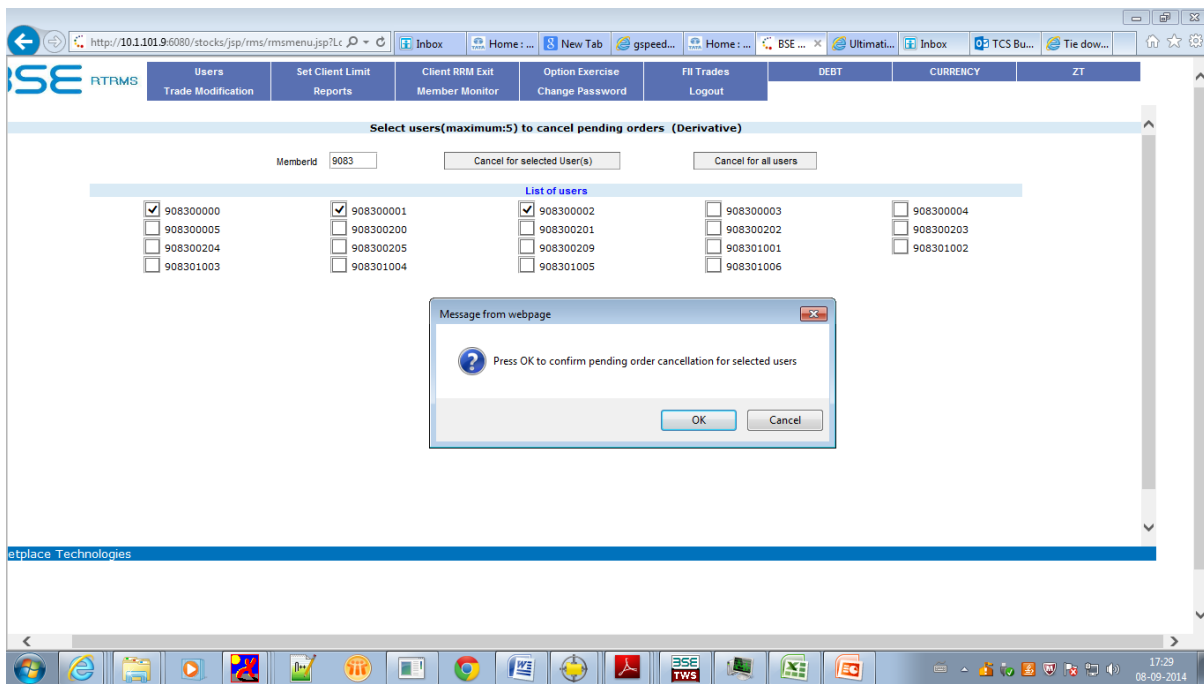 http://10.1.101.9:6080/stocks/jsp/rms/rmsmenu.jsp?Lc
Inbox
Home : ...
New Tab
gspeed...
Home : ...
BSE ...
Ultimati...
Inbox
TCS Bu...
Tie dow...
BSE RTRMS
Users Set Client Limit Client RRM Exit Option Exercise FII Trades DEBT CURRENCY ZT
Trade Modification Reports Member Monitor Change Password Logout
Select users(maximum:5) to cancel pending orders (Derivative)
MemberId 9083 Cancel for selected User(s) Cancel for all users
List of users
908300000 908300001 908300002 908300003 908300004
908300005 908300200 908300201 908300202 908300203
908300204 908300205 908300209 908301001 908301002
908301003 908301004 908301005 908301006
Message from webpage
Press OK to confirm pending order cancellation for selected users
OK Cancel
etplace Technologies
BSE
TWS
17:29
08-09-2014